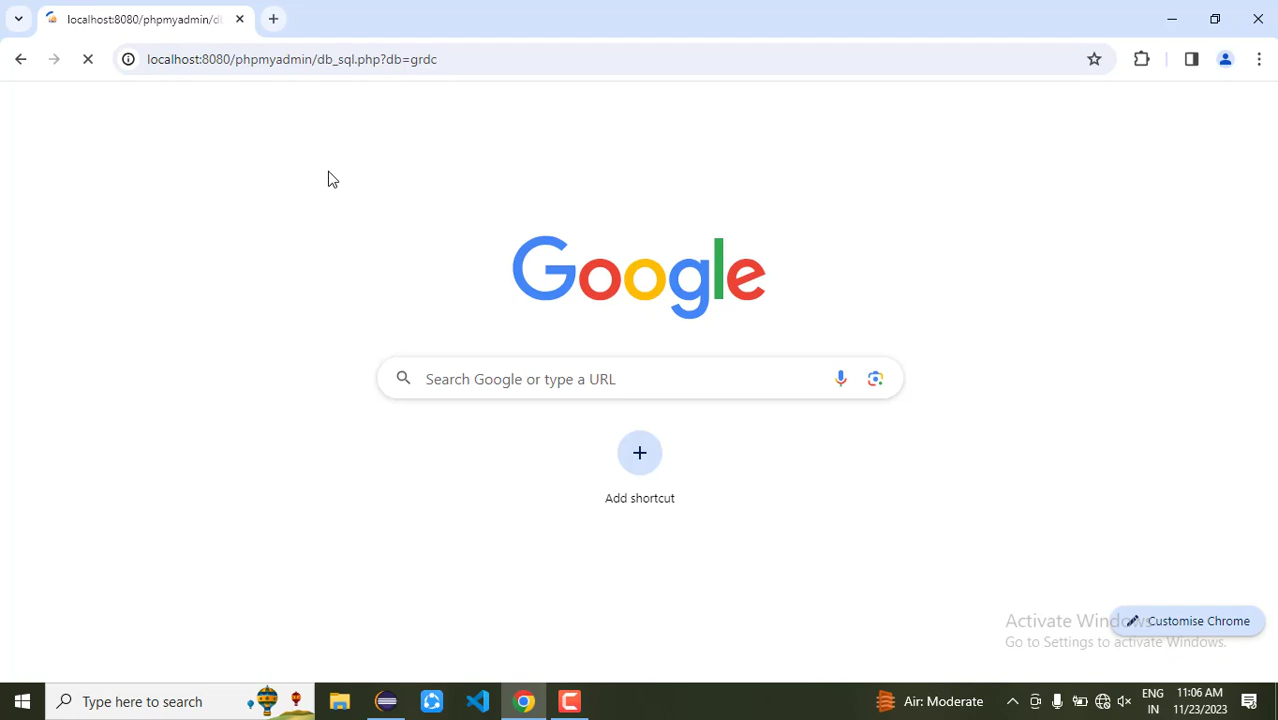 localhost:8080/phpmyadmin/d
localhost:8080/phpmyadmin/db_sql.php?db=grdc
Google
Search Google or type a URL
Add shortcut
Activate Windows
Customise Chrome
Go to Settings to activate Windows.
Type here to search
Air: Moderate
ENG
IN
11:06 AM
11/23/2023